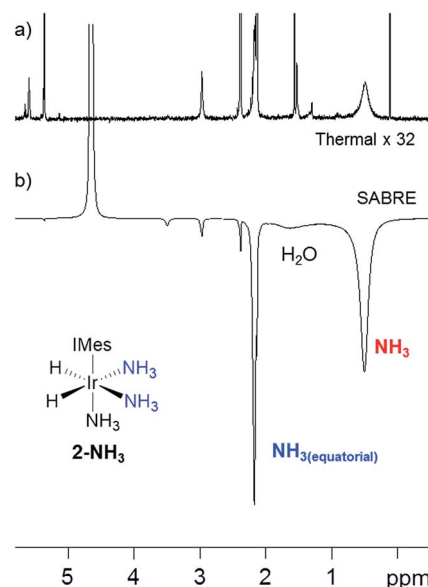 a)
Thermal x 32
b)
SABRE
H₂O
IMes
H NH₃
Ir
H NH₃
NH₃
2-NH₃
NH₃
NH₃(equatorial)
5 4 3 2 1 ppm